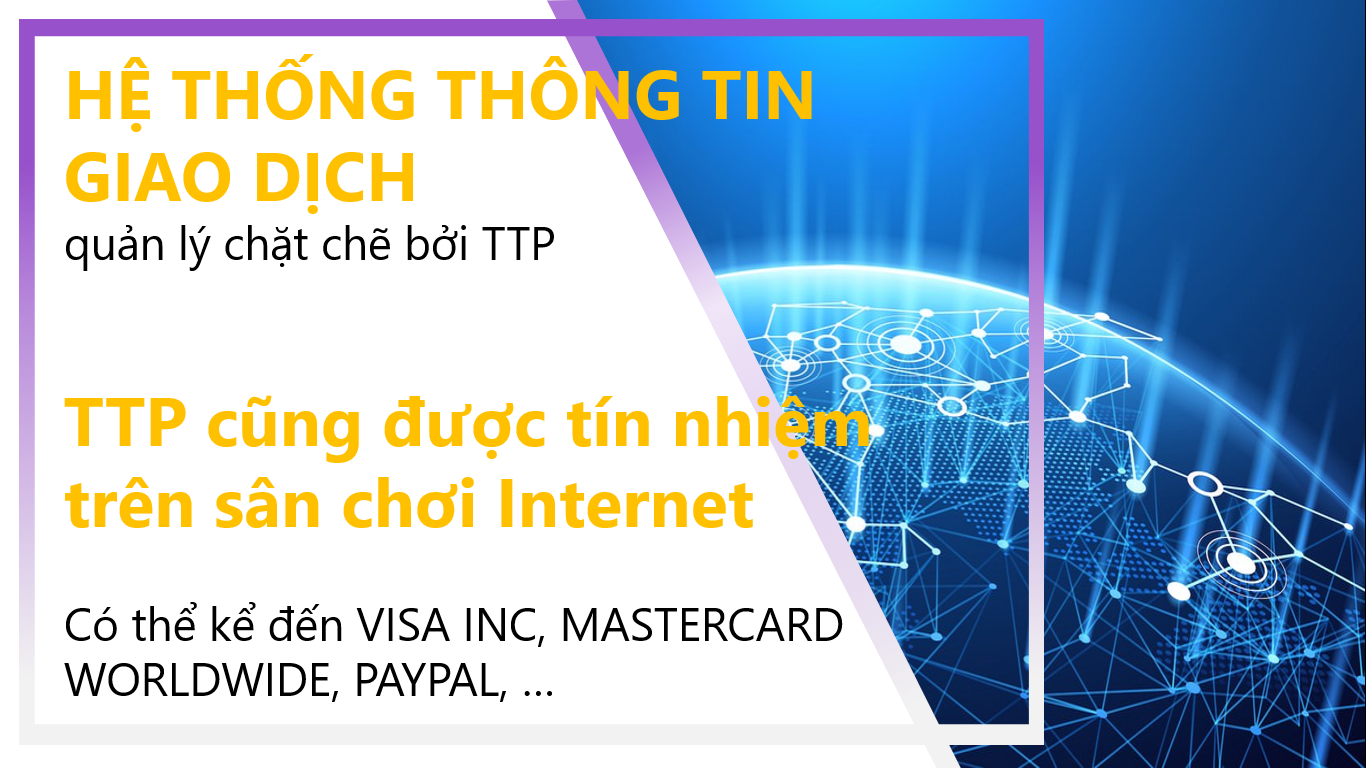 HỆ THỐNG THÔNG TIN
GIAO DỊCH
quản lý chặt chẽ bởi TTP
TTP cũng được tín nhiệm
trên sân chơi Internet
Có thể kể đến VISA INC, MASTERCARD
WORLDWIDE, PAYPAL, ...